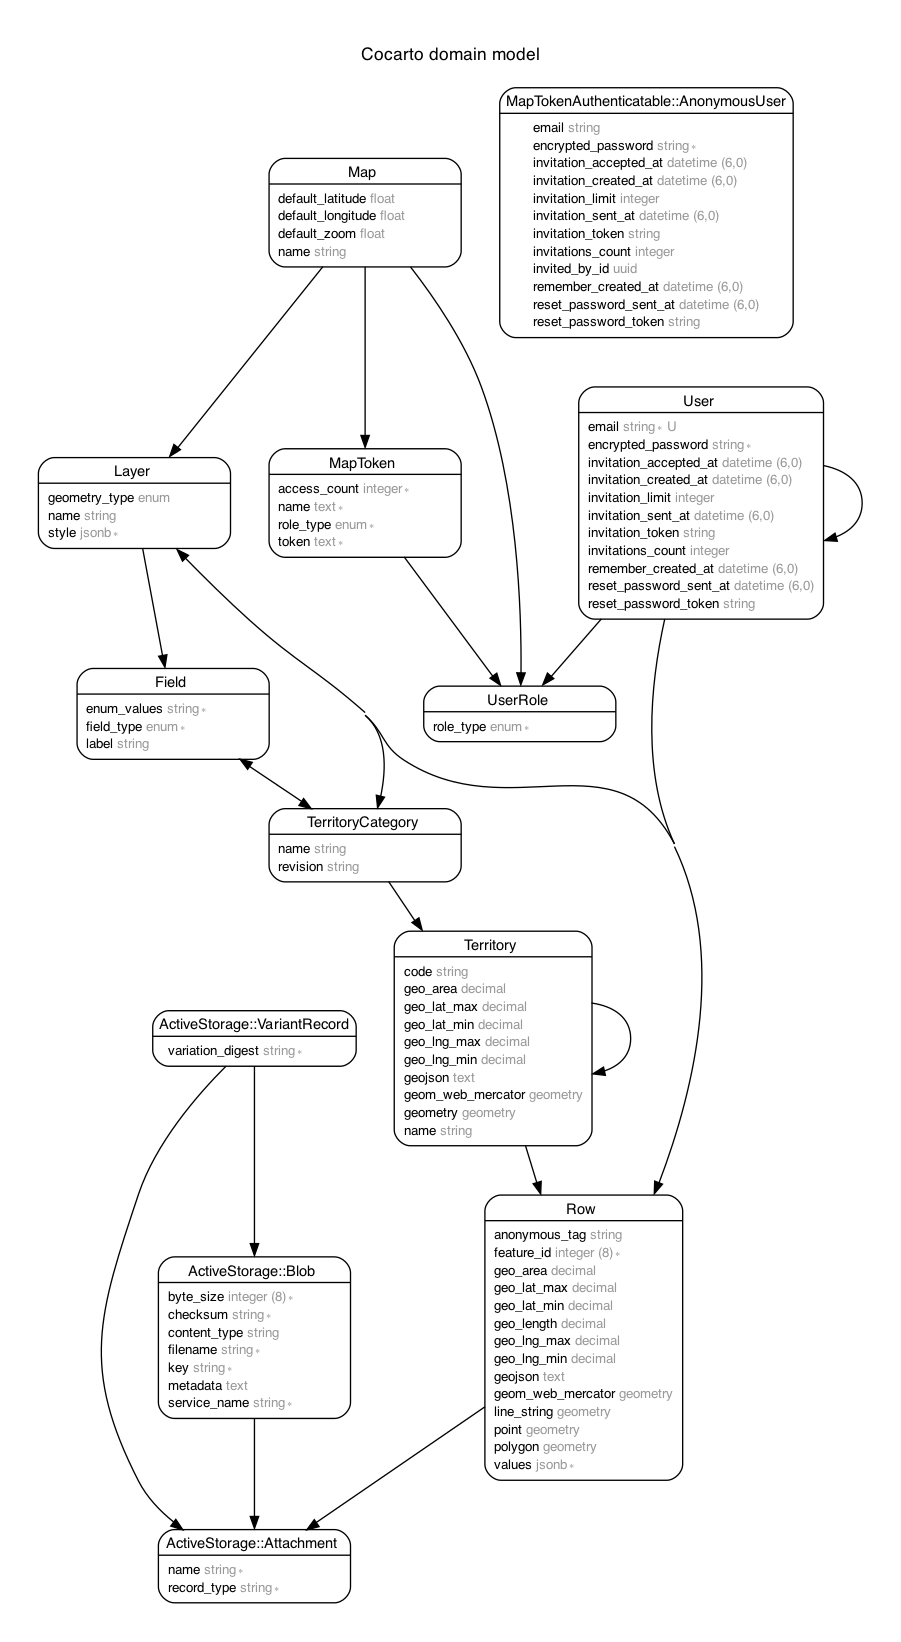 Cocarto domain model
MapTokenAuthenticatable::AnonymousUser
email string
encrypted_password string∗
invitation_accepted_at datetime (6,0)
invitation_created_at datetime (6,0)
invitation_limit integer
invitation_sent_at datetime (6,0)
invitation_token string
invitations_count integer
invited_by_id uuid
remember_created_at datetime (6,0)
reset_password_sent_at datetime (6,0)
reset_password_token string
Map
default_latitude float
default_longitude float
default_zoom float
name string
User
email string∗ U
encrypted_password string∗
invitation_accepted_at datetime (6,0)
invitation_created_at datetime (6,0)
invitation_limit integer
invitation_sent_at datetime (6,0)
invitation_token string
invitations_count integer
remember_created_at datetime (6,0)
reset_password_sent_at datetime (6,0)
reset_password_token string
Layer
geometry_type enum
name string
style jsonb∗
MapToken
access_count integer∗
name text∗
role_type enum∗
token text∗
Field
enum_values string∗
field_type enum∗
label string
UserRole
role_type enum∗
TerritoryCategory
name string
revision string
Territory
code string
geo_area decimal
geo_lat_max decimal
geo_lat_min decimal
geo_lng_max decimal
geo_lng_min decimal
geojson text
geom_web_mercator geometry
geometry geometry
name string
ActiveStorage::VariantRecord
variation_digest string∗
Row
anonymous_tag string
feature_id integer (8)∗
geo_area decimal
geo_lat_max decimal
geo_lat_min decimal
geo_length decimal
geo_lng_max decimal
geo_lng_min decimal
geojson text
geom_web_mercator geometry
line_string geometry
point geometry
polygon geometry
values jsonb∗
ActiveStorage::Blob
byte_size integer (8)∗
checksum string∗
content_type string
filename string∗
key string∗
metadata text
service_name string∗
ActiveStorage::Attachment
name string∗
record_type string∗